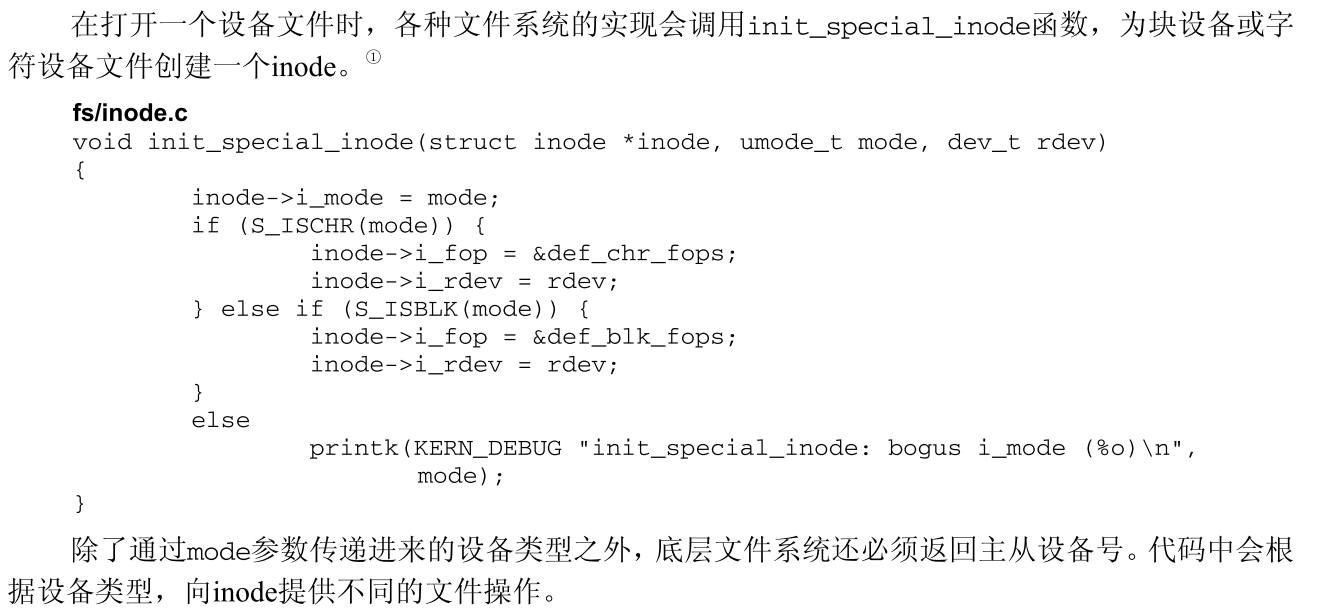 在打开一个设备文件时，各种文件系统的实现会调用init_special_inode函数，为块设备或字
符设备文件创建一个inode。①
fs/inode.c
void init_special_inode(struct inode *inode, umode_t mode, dev_t rdev)
{
        inode->i_mode = mode;
        if (S_ISCHR(mode)) {
                inode->i_fop = &def_chr_fops;
                inode->i_rdev = rdev;
        } else if (S_ISBLK(mode)) {
                inode->i_fop = &def_blk_fops;
                inode->i_rdev = rdev;
        }
        else
                printk(KERN_DEBUG "init_special_inode: bogus i_mode (%o)\n",
                       mode);
}
除了通过mode参数传递进来的设备类型之外，底层文件系统还必须返回主从设备号。代码中会根
据设备类型，向inode提供不同的文件操作。